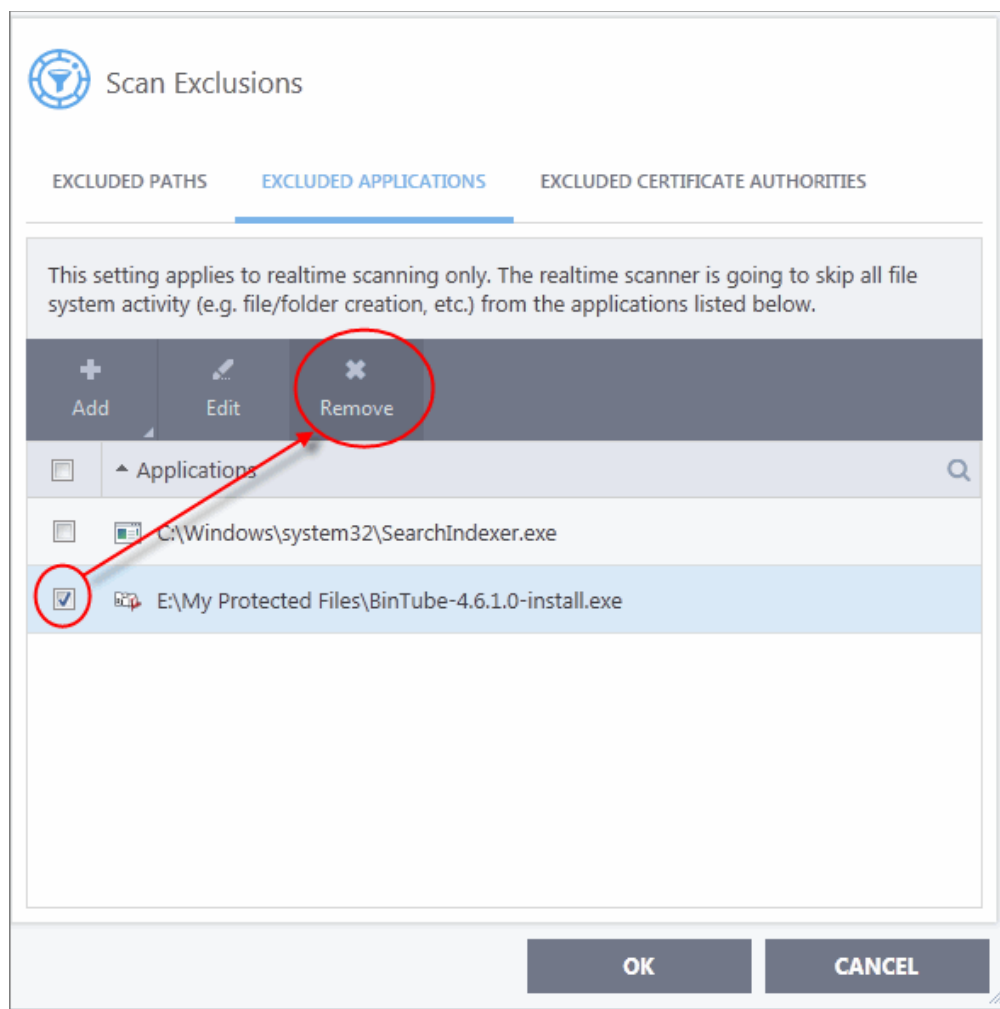 Scan Exclusions
EXCLUDED PATHS EXCLUDED APPLICATIONS EXCLUDED CERTIFICATE AUTHORITIES
This setting applies to realtime scanning only. The realtime scanner is going to skip all file
system activity (e.g. file/folder creation, etc.) from the applications listed below.
Add Edit Remove
Applications
C:\Windows\system32\SearchIndexer.exe
E:\My Protected Files\BinTube-4.6.1.0-install.exe
OK CANCEL